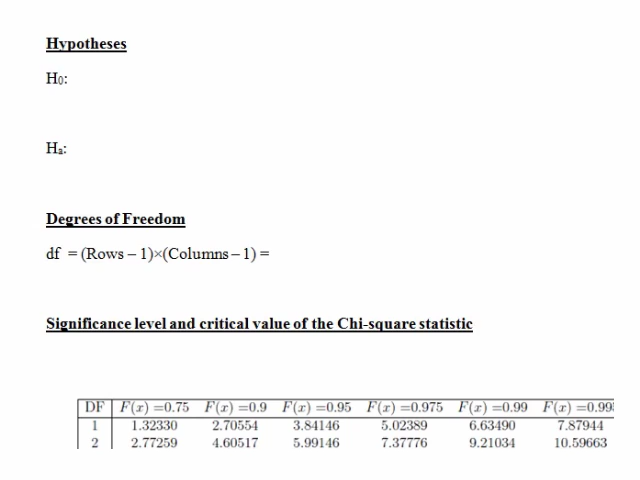 Hypotheses
H0:
Ha:
Degrees of Freedom
df = (Rows – 1)×(Columns – 1) =
Significance level and critical value of the Chi-square statistic
DF F(x) =0.75 F(x) =0.9 F(x) =0.95 F(x) =0.975 F(x) =0.99 F(x) =0.99
1 1.32330 2.70554 3.84146 5.02389 6.63490 7.87944
2 2.77259 4.60517 5.99146 7.37776 9.21034 10.59663